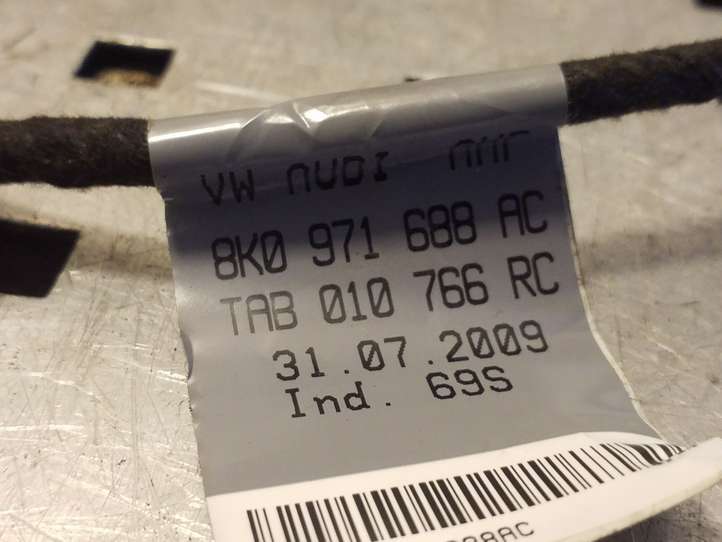 VW AUDI
8K0 971 688 AC
TAB 010 766 RC
31.07.2009
Ind. 69S